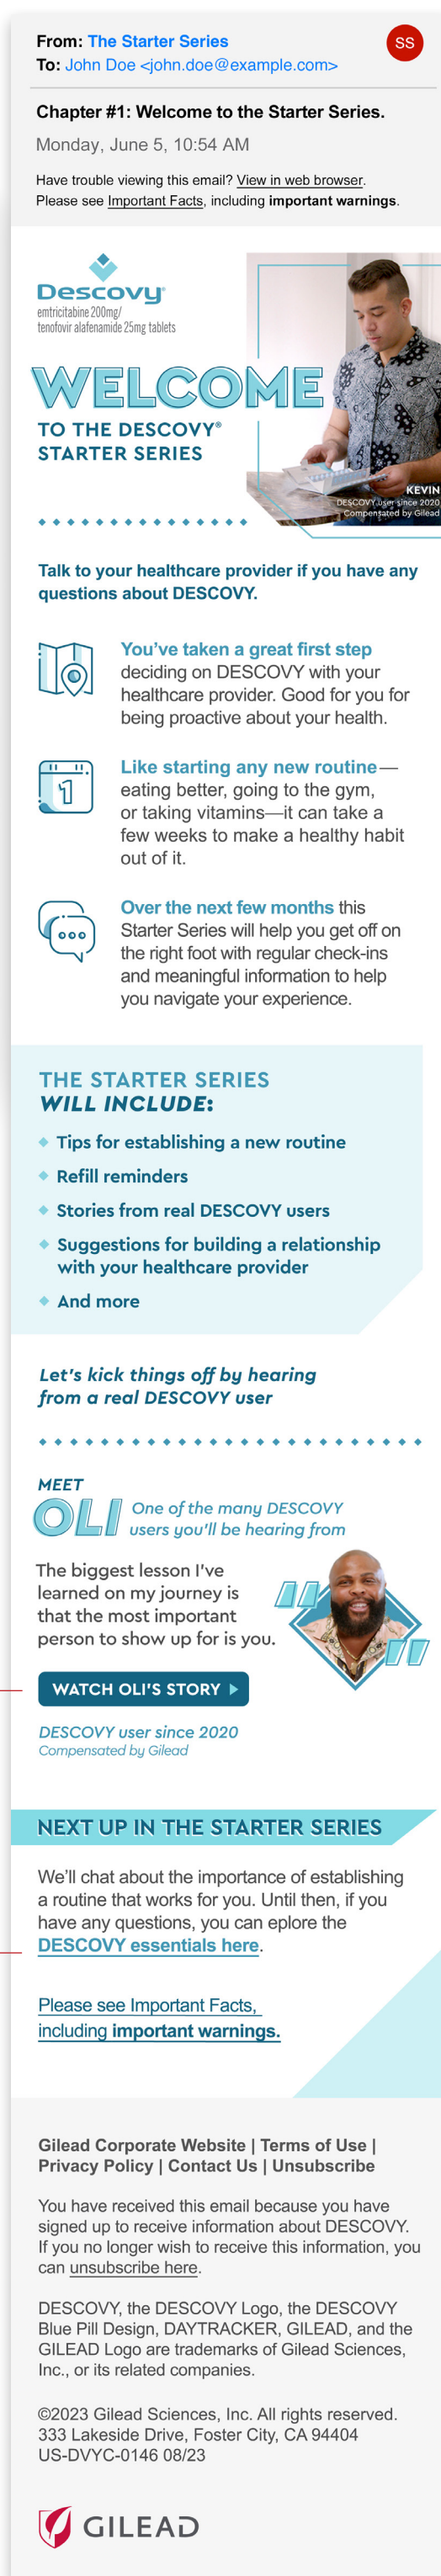 From: The Starter Series
SS
To: John Doe <john.doe@example.com>
Chapter #1: Welcome to the Starter Series.
Monday, June 5, 10:54 AM
Have trouble viewing this email? View in web browser.
Please see Important Facts, including important warnings.
Descovy®
emtricitabine 200mg/
tenofovir alafenamide 25mg tablets
WELCOME
TO THE DESCOVY®
STARTER SERIES
KEVIN
DESCOVY user since 2020
Compensated by Gilead
Talk to your healthcare provider if you have any
questions about DESCOVY.
You’ve taken a great first step
deciding on DESCOVY with your
healthcare provider. Good for you for
being proactive about your health.
1
Like starting any new routine—
eating better, going to the gym,
or taking vitamins—it can take a
few weeks to make a healthy habit
out of it.
Over the next few months this
Starter Series will help you get off on
the right foot with regular check-ins
and meaningful information to help
you navigate your experience.
THE STARTER SERIES
WILL INCLUDE:
Tips for establishing a new routine
Refill reminders
Stories from real DESCOVY users
Suggestions for building a relationship
with your healthcare provider
And more
Let’s kick things off by hearing
from a real DESCOVY user
MEET
OLI
One of the many DESCOVY
users you’ll be hearing from
The biggest lesson I’ve
learned on my journey is
that the most important
person to show up for is you.
WATCH OLI’S STORY
DESCOVY user since 2020
Compensated by Gilead
NEXT UP IN THE STARTER SERIES
We’ll chat about the importance of establishing
a routine that works for you. Until then, if you
have any questions, you can eplore the
DESCOVY essentials here.
Please see Important Facts,
including important warnings.
Gilead Corporate Website | Terms of Use |
Privacy Policy | Contact Us | Unsubscribe
You have received this email because you have
signed up to receive information about DESCOVY.
If you no longer wish to receive this information, you
can unsubscribe here.
DESCOVY, the DESCOVY Logo, the DESCOVY
Blue Pill Design, DAYTRACKER, GILEAD, and the
GILEAD Logo are trademarks of Gilead Sciences,
Inc., or its related companies.
©2023 Gilead Sciences, Inc. All rights reserved.
333 Lakeside Drive, Foster City, CA 94404
US-DVYC-0146 08/23
GILEAD